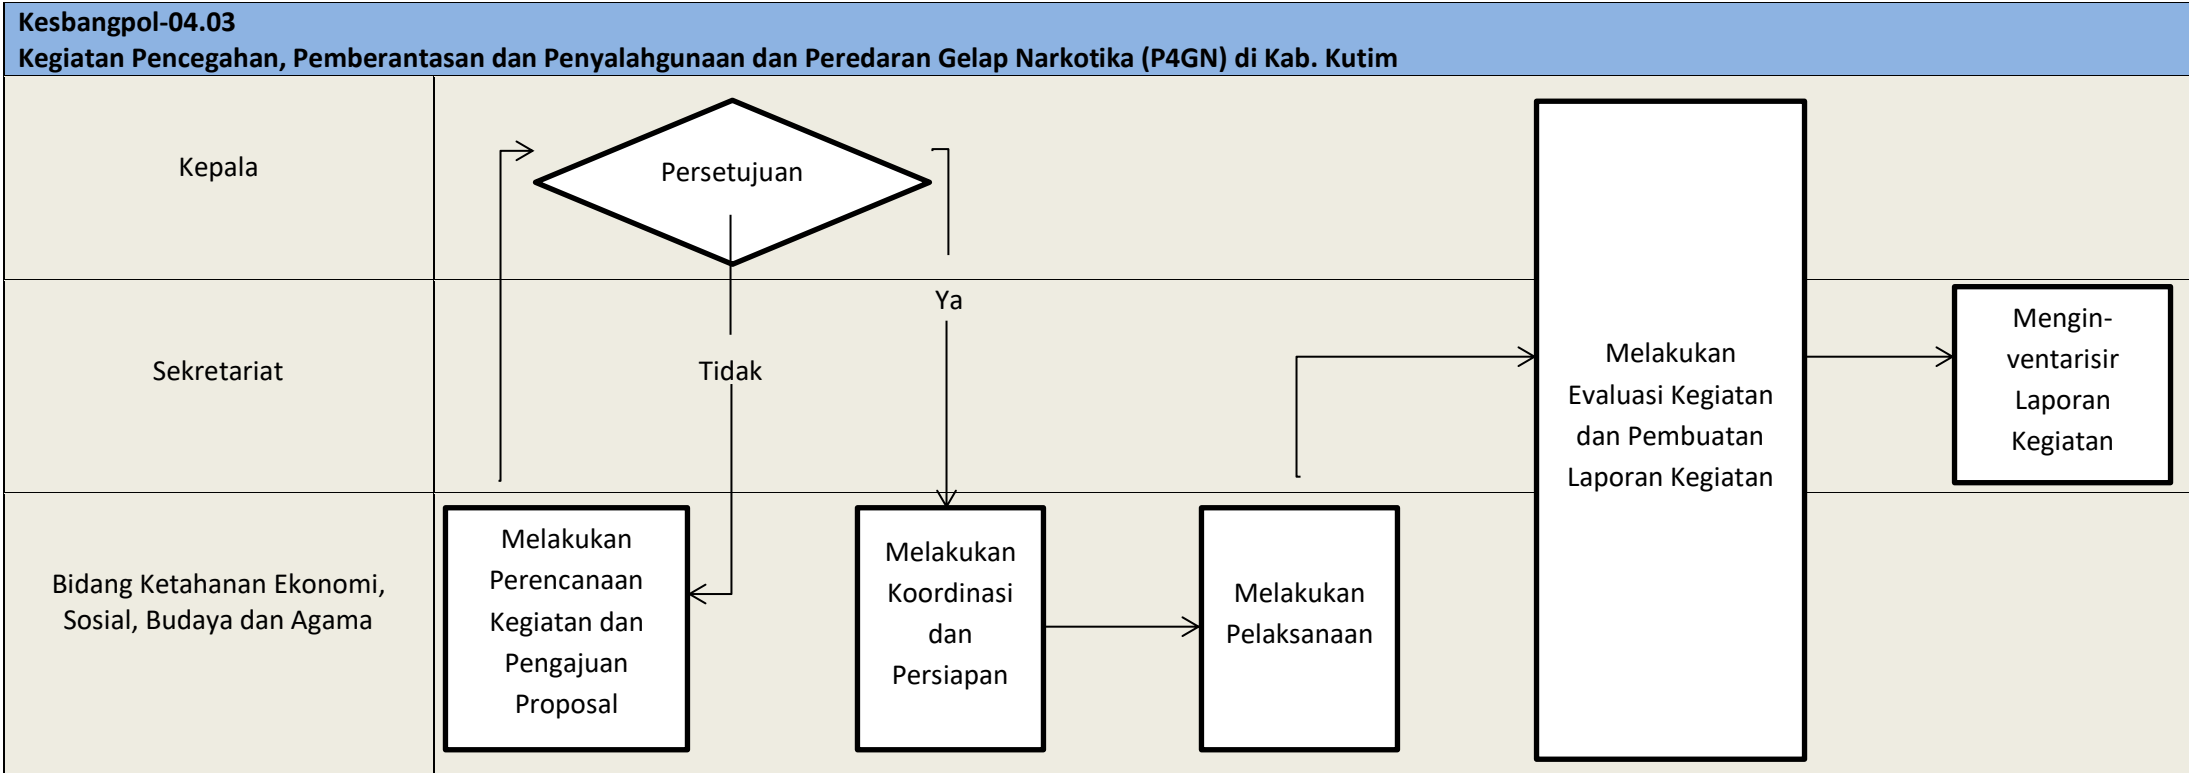 Kesbangpol-04.03
Kegiatan Pencegahan, Pemberantasan dan Penyalahgunaan dan Peredaran Gelap Narkotika (P4GN) di Kab. Kutim
Kepala
Persetujuan
Sekretariat
Ya
Tidak
Melakukan
Evaluasi Kegiatan
dan Pembuatan
Laporan Kegiatan
Mengin-
ventarisir
Laporan
Kegiatan
Bidang Ketahanan Ekonomi,
Sosial, Budaya dan Agama
Melakukan
Perencanaan
Kegiatan dan
Pengajuan
Proposal
Melakukan
Koordinasi
dan
Persiapan
Melakukan
Pelaksanaan